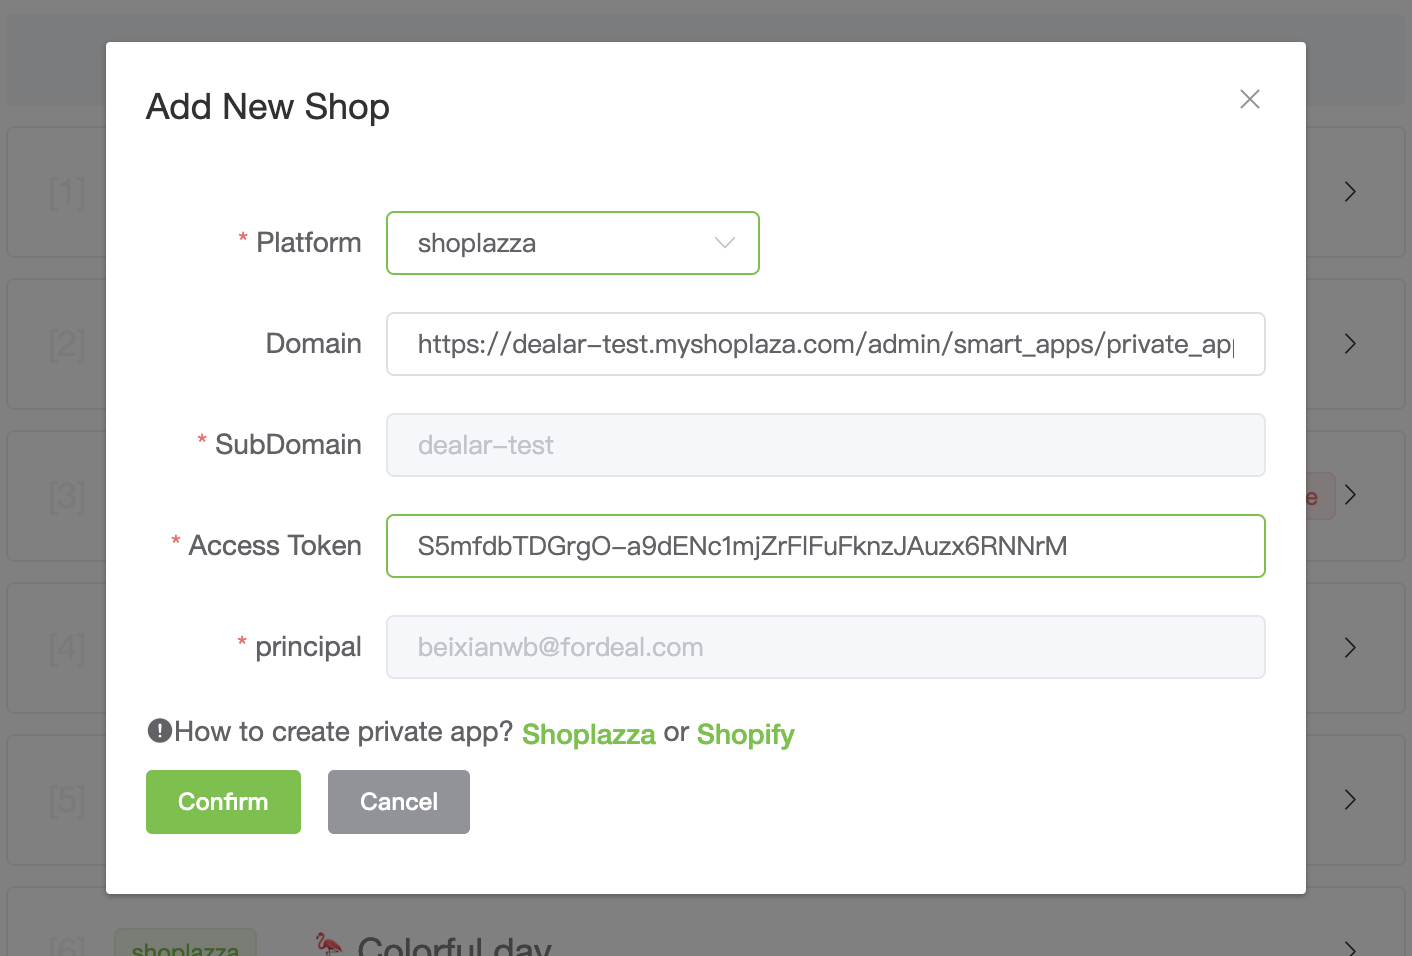 Add New Shop
[1]
* Platform
shoplazza
Domain
https://dealar-test.myshoplaza.com/admin/smart_apps/private_app
[2]
* SubDomain
dealar-test
[3]
e
* Access Token
S5mfdbTDGrgO-a9dENc1mjZrFlFuFknzJAuzx6RNNrM
[4]
* principal
beixianwb@fordeal.com
How to create private app? Shoplazza or Shopify
[5]
Confirm
Cancel
[6] shoplazza Colorful day